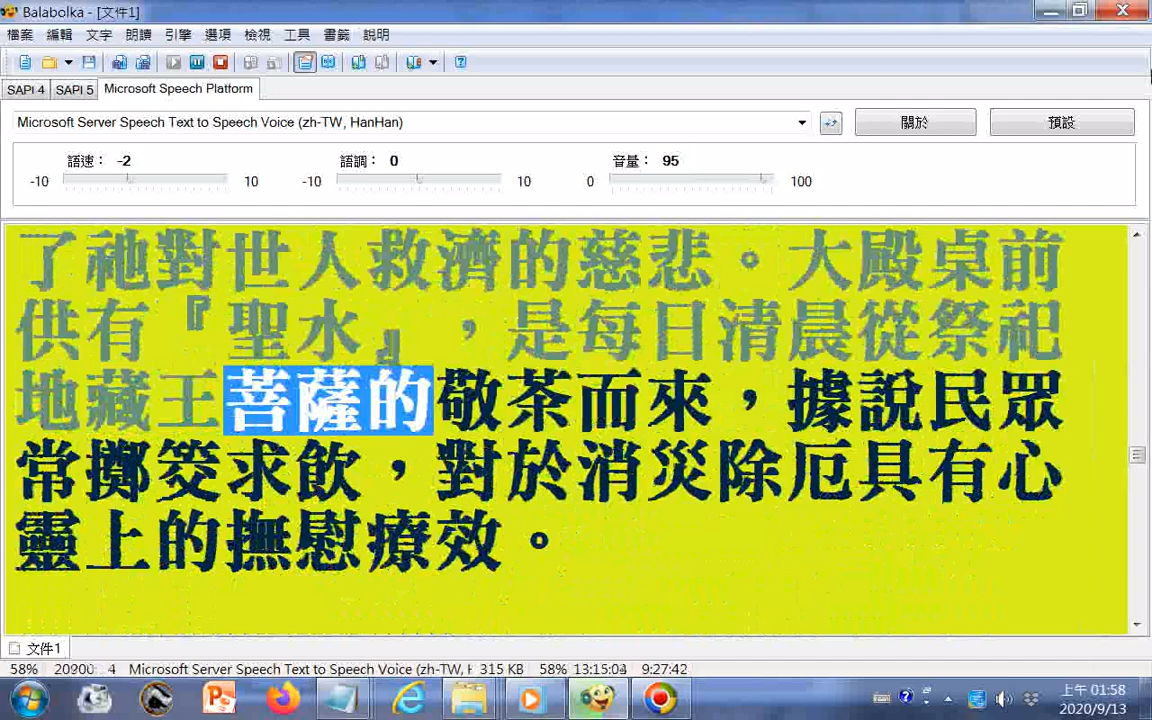 Balabolka - [文件1]
檔案 編輯 文字 朗讀 引擎 選項 檢視 工具 書籤 說明
SAPI 4 SAPI 5 Microsoft Speech Platform
Microsoft Server Speech Text to Speech Voice (zh-TW, HanHan) 關於 預設
語速： -2 語調： 0 音量： 95
-10 10 -10 10 0 100
了祂對世人救濟的慈悲。大殿桌前
供有『聖水』，是每日清晨從祭祀
地藏王菩薩的敬茶而來，據說民眾
常擲筊求飲，對於消災除厄具有心
靈上的撫慰療效。
文件1
58% 20900 4 Microsoft Server Speech Text to Speech Voice (zh-TW, H 315 KB 58% 13:15:04 9:27:42
上午 01:58
2020/9/13